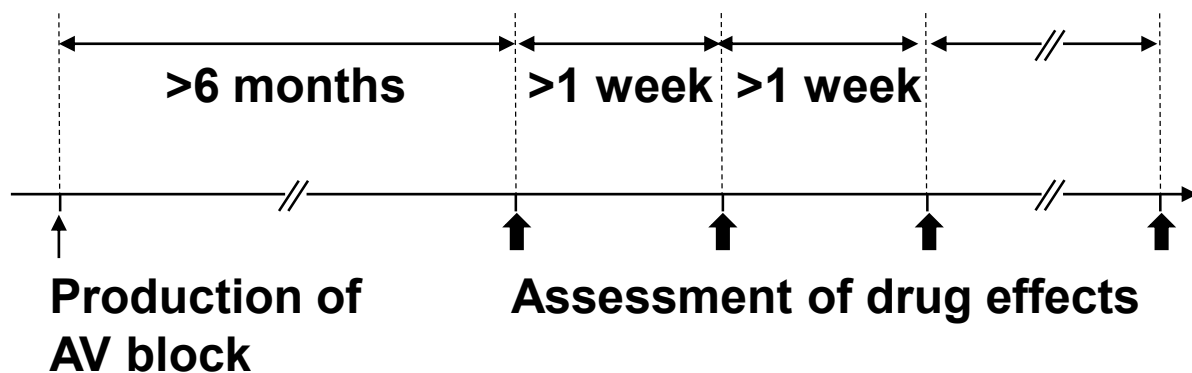 >6 months
>1 week
>1 week
Production of
AV block
Assessment of drug effects